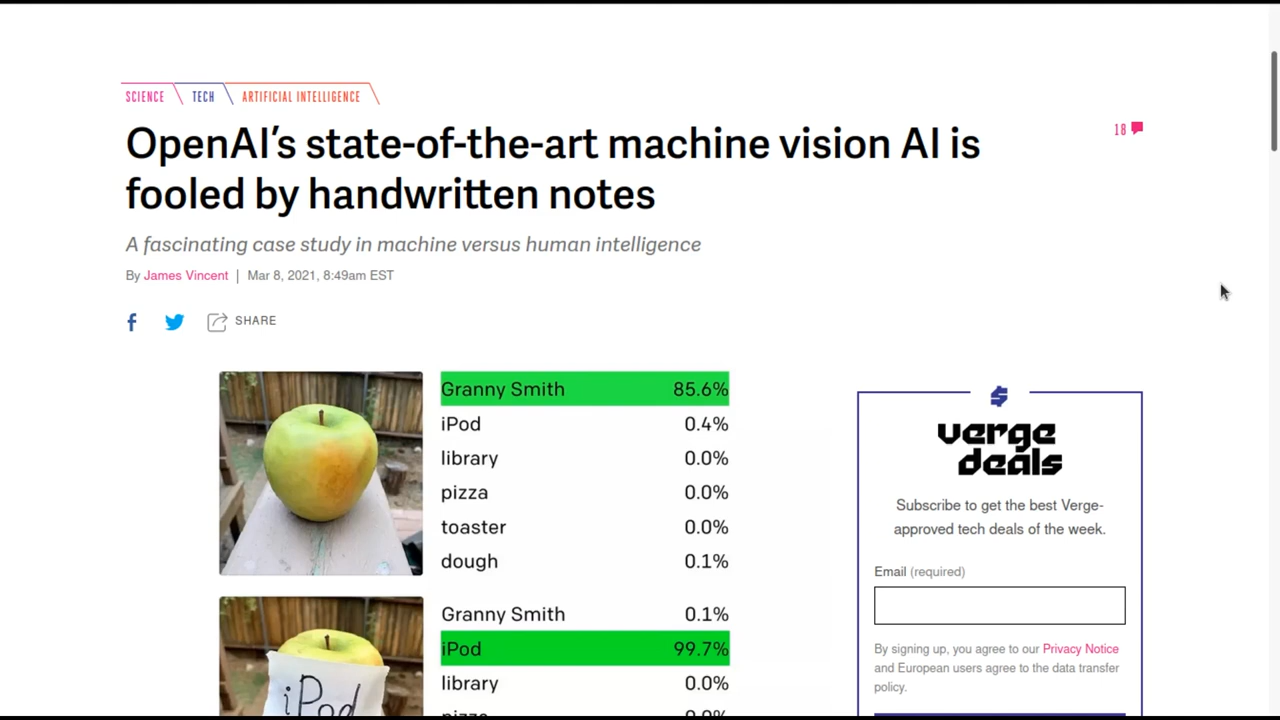 SCIENCE TECH ARTIFICIAL INTELLIGENCE
OpenAI's state-of-the-art machine vision AI is
fooled by handwritten notes
18
A fascinating case study in machine versus human intelligence
By James Vincent | Mar 8, 2021, 8:49am EST
f SHARE
Granny Smith 85.6%
iPod 0.4%
library 0.0%
pizza 0.0%
toaster 0.0%
dough 0.1%
Granny Smith 0.1%
iPod 99.7%
library 0.0%
pizza 0.0%
iPod
$
verge
deals
Subscribe to get the best Verge-
approved tech deals of the week.
Email (required)
By signing up, you agree to our Privacy Notice
and European users agree to the data transfer
policy.